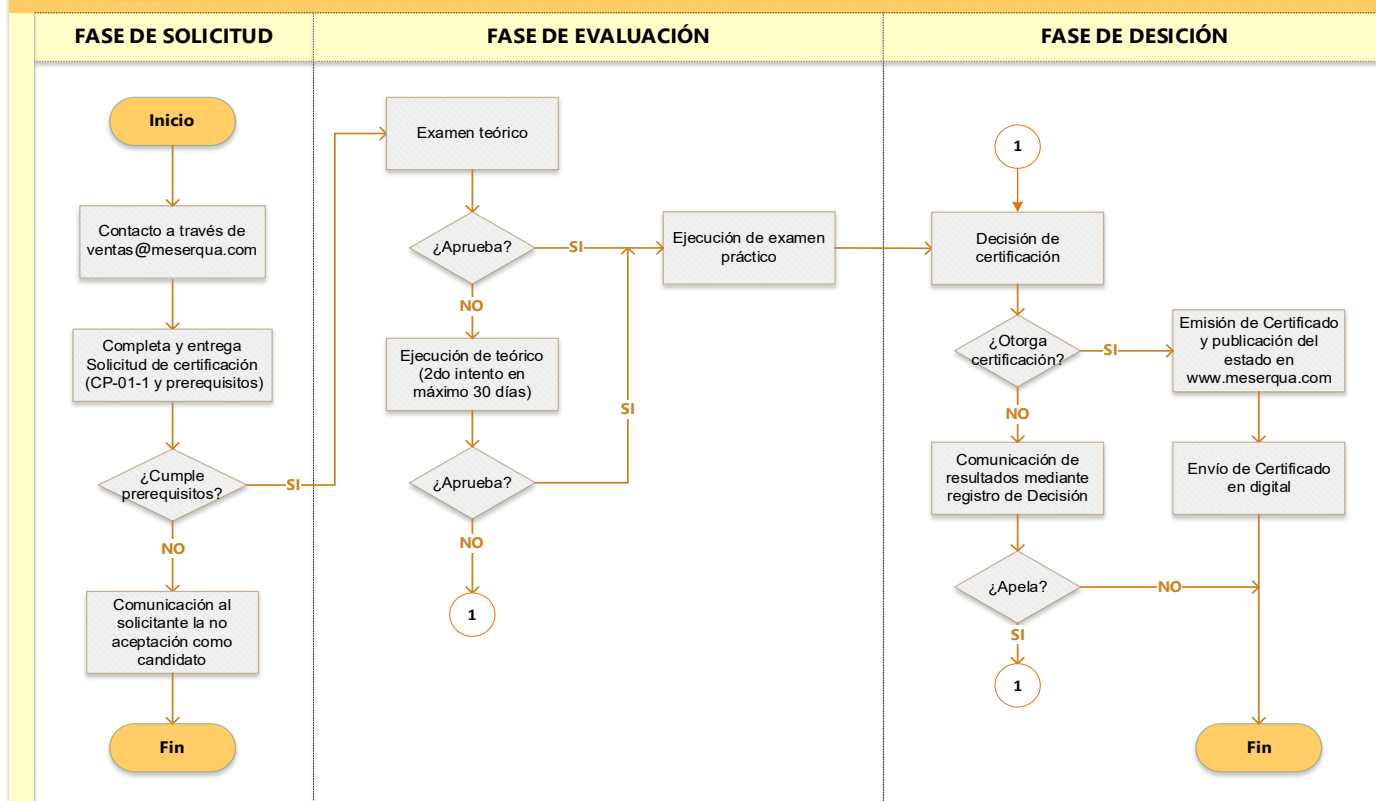 FASE DE SOLICITUD
FASE DE EVALUACIÓN
FASE DE DESICIÓN
Inicio
Contacto a través de
ventas@meserqua.com
Completa y entrega
Solicitud de certificación
(CP-01-1 y prerequisitos)
¿Cumple
prerequisitos?
SI
NO
Comunicación al
solicitante la no
aceptación como
candidato
Fin
Examen teórico
¿Aprueba?
SI
NO
Ejecución de teórico
(2do intento en
máximo 30 días)
¿Aprueba?
SI
NO
1
Ejecución de examen
práctico
1
Decisión de
certificación
¿Otorga
certificación?
SI
NO
Emisión de Certificado
y publicación del
estado en
www.meserqua.com
Comunicación de
resultados mediante
registro de Decisión
Envío de Certificado
en digital
¿Apela?
NO
SI
1
Fin